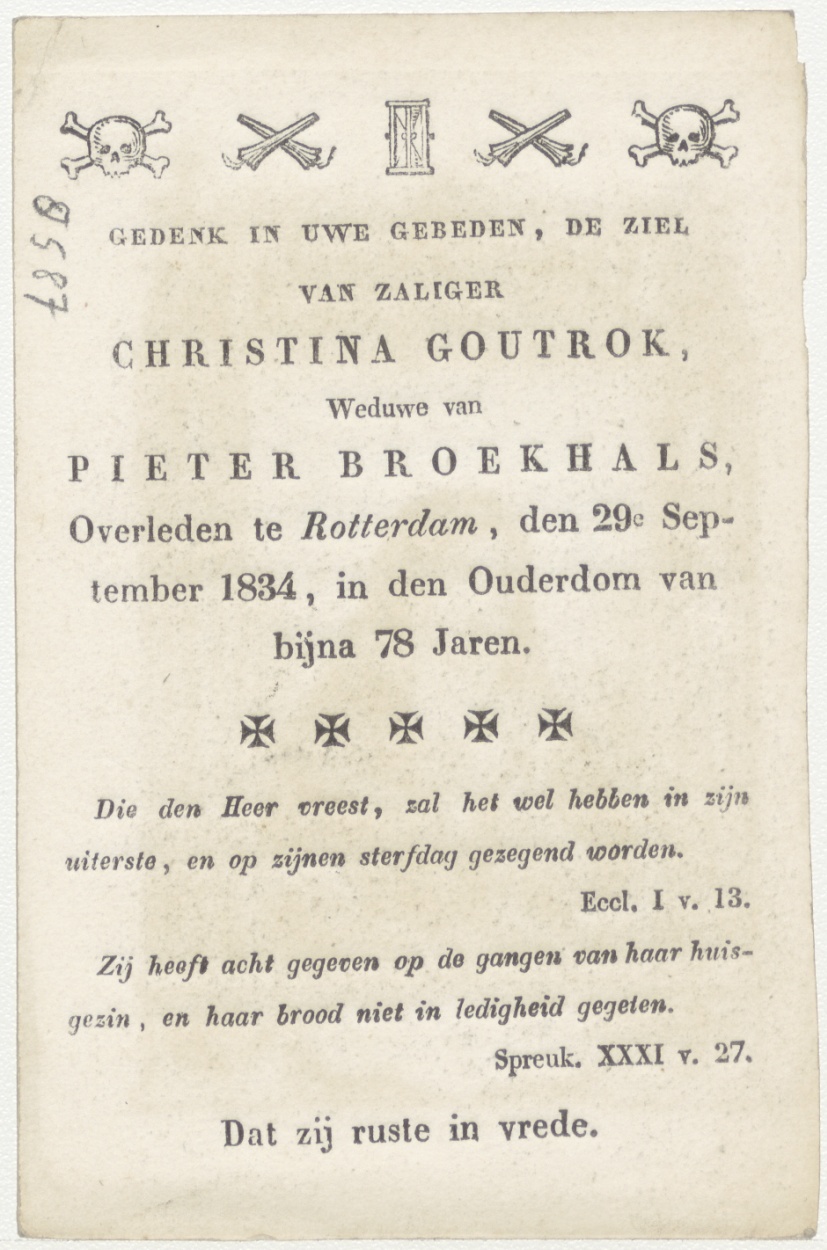 GEDENK IN UWE GEBEDEN, DE ZIEL
VAN ZALIGER
CHRISTINA GOUTROK,
Weduwe van
PIETER BROEKHALS,
Overleden te Rotterdam, den 29e Sep-
tember 1834, in den Ouderdom van
bijna 78 Jaren.
Die den Heer vreest, zal het wel hebben in zijn
uiterste, en op zijnen sterfdag gezegend worden.
Eccl. I v. 13.
Zij heeft acht gegeven op de gangen van haar huis-
gezin, en haar brood niet in ledigheid gegeten.
Spreuk. XXXI v. 27.
Dat zij ruste in vrede.